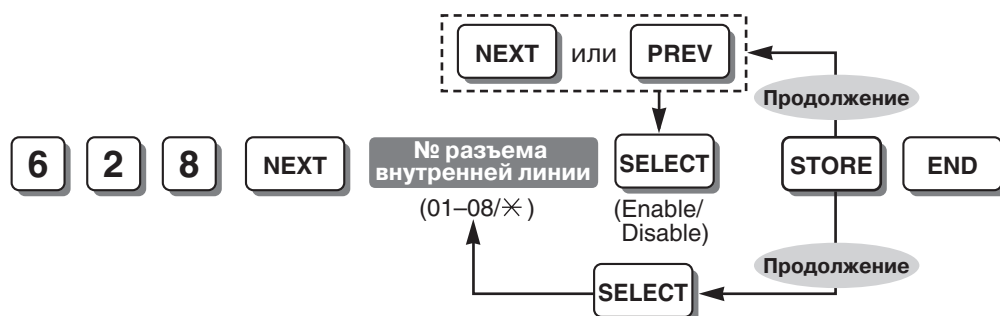 NEXT или PREV
Продолжение
6 2 8 NEXT № разъема внутренней линии SELECT STORE END
(01–08/✳)
(Enable/
Disable)
Продолжение
SELECT